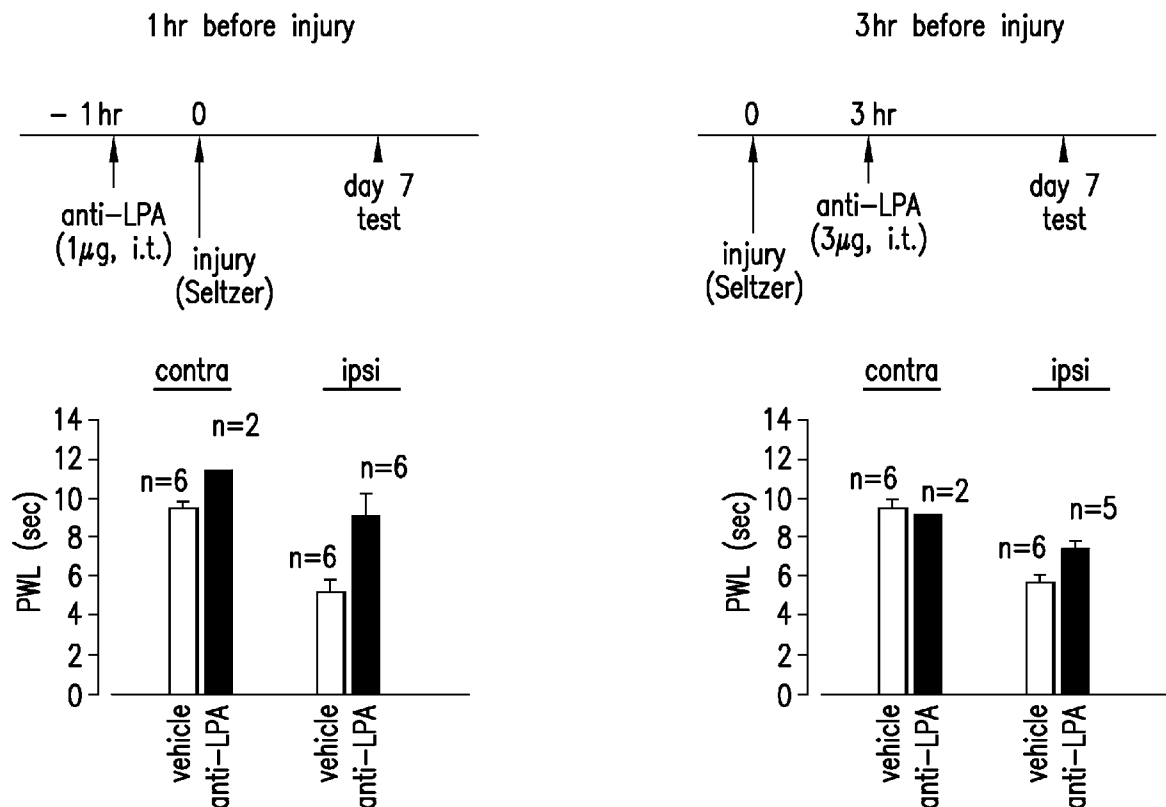 1hr before injury
- 1hr 0
anti-LPA
(1μg, i.t.)
injury
(Seltzer)
day 7
test
contra ipsi
14
12
10
8
6
4
2
0
PWL (sec)
n=6
n=2
n=6
n=6
vehicle
anti-LPA
vehicle
anti-LPA
3hr before injury
0 3hr
injury
(Seltzer)
anti-LPA
(3μg, i.t.)
day 7
test
contra ipsi
14
12
10
8
6
4
2
0
PWL (sec)
n=6
n=2
n=6
n=5
vehicle
anti-LPA
vehicle
anti-LPA